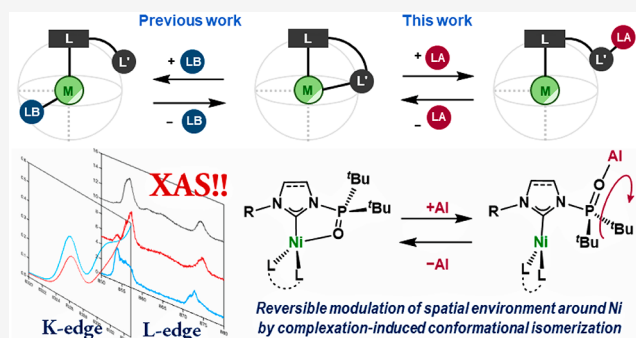 Previous work
This work
L
L'
M
LB
+ LB
− LB
L
L'
M
+ LA
− LA
L
L'
LA
M
XAS!!
K-edge
L-edge
R
N
N
P
tBu
tBu
O
Ni
L
L
+Al
−Al
R
N
N
P
O
Al
tBu
tBu
Ni
L
L
Reversible modulation of spatial environment around Ni
by complexation-induced conformational isomerization